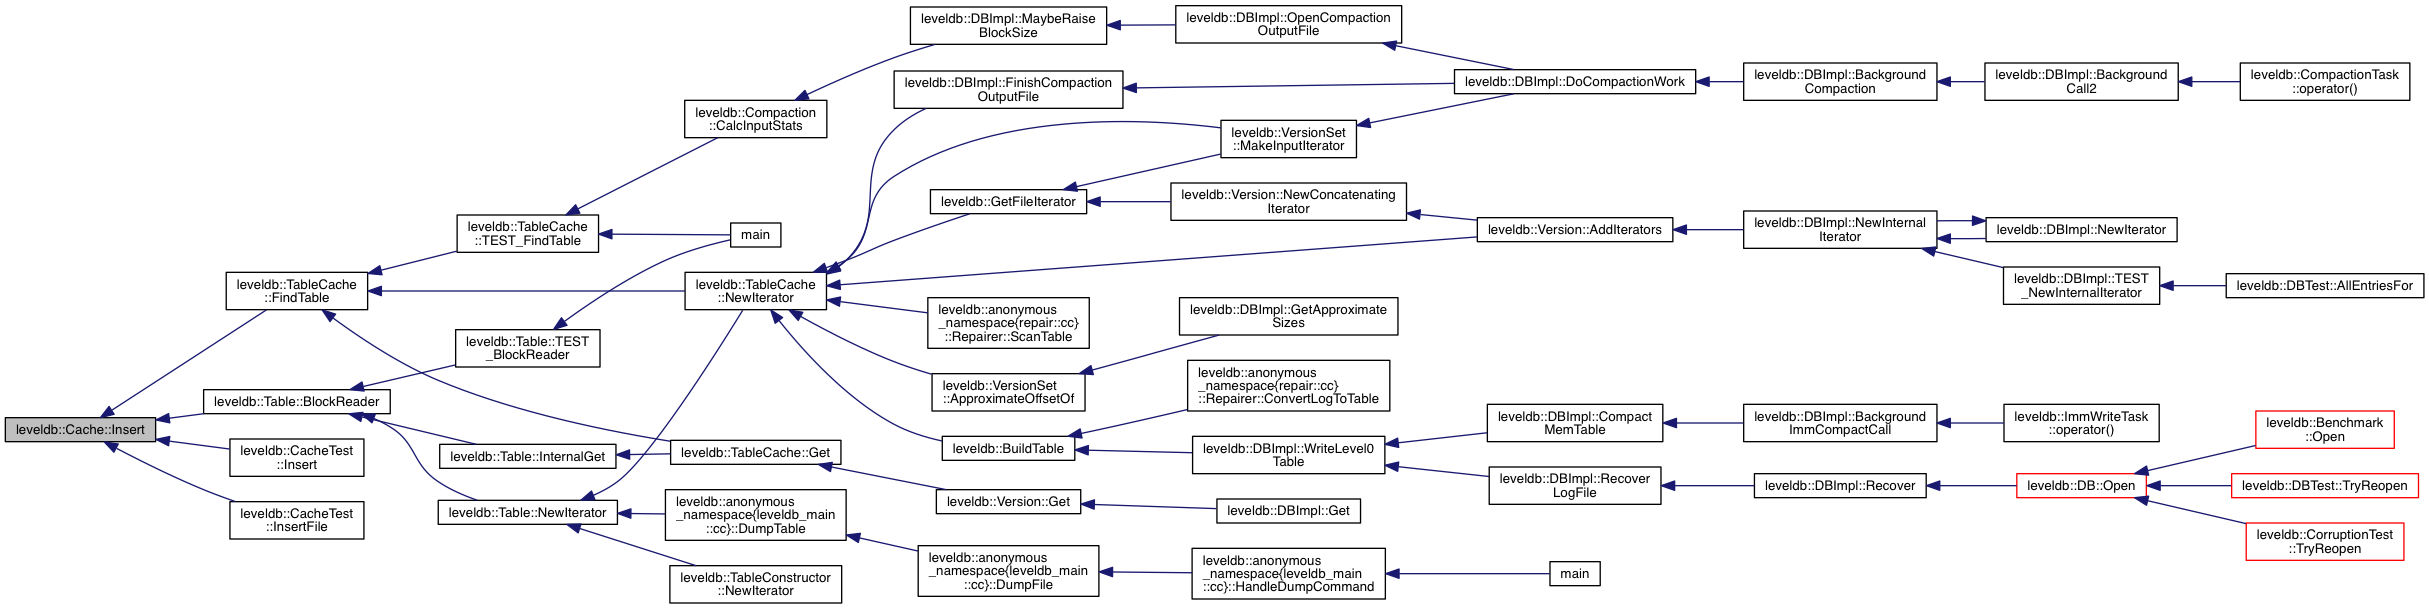 leveldb::Cache::Insert
leveldb::TableCache
::FindTable
leveldb::Table::BlockReader
leveldb::CacheTest
::Insert
leveldb::CacheTest
::InsertFile
leveldb::TableCache
::TEST_FindTable
leveldb::Table::TEST
_BlockReader
leveldb::Table::InternalGet
leveldb::Table::NewIterator
leveldb::Compaction
::CalcInputStats
main
leveldb::TableCache
::NewIterator
leveldb::TableCache::Get
leveldb::anonymous
_namespace{leveldb_main
::cc}::DumpTable
leveldb::TableConstructor
::NewIterator
leveldb::DBImpl::MaybeRaise
BlockSize
leveldb::DBImpl::FinishCompaction
OutputFile
leveldb::GetFileIterator
leveldb::anonymous
_namespace{repair::cc}
::Repairer::ScanTable
leveldb::VersionSet
::ApproximateOffsetOf
leveldb::BuildTable
leveldb::Version::Get
leveldb::anonymous
_namespace{leveldb_main
::cc}::DumpFile
leveldb::DBImpl::OpenCompaction
OutputFile
leveldb::VersionSet
::MakeInputIterator
leveldb::Version::NewConcatenating
Iterator
leveldb::DBImpl::GetApproximate
Sizes
leveldb::anonymous
_namespace{repair::cc}
::Repairer::ConvertLogToTable
leveldb::DBImpl::WriteLevel0
Table
leveldb::DBImpl::Get
leveldb::anonymous
_namespace{leveldb_main
::cc}::HandleDumpCommand
leveldb::DBImpl::DoCompactionWork
leveldb::Version::AddIterators
leveldb::DBImpl::Compact
MemTable
leveldb::DBImpl::Recover
LogFile
main
leveldb::DBImpl::Background
Compaction
leveldb::DBImpl::NewInternal
Iterator
leveldb::DBImpl::Background
ImmCompactCall
leveldb::DBImpl::Recover
leveldb::DBImpl::Background
Call2
leveldb::DBImpl::NewIterator
leveldb::DBImpl::TEST
_NewInternalIterator
leveldb::ImmWriteTask
::operator()
leveldb::DB::Open
leveldb::CompactionTask
::operator()
leveldb::DBTest::AllEntriesFor
leveldb::Benchmark
::Open
leveldb::DBTest::TryReopen
leveldb::CorruptionTest
::TryReopen